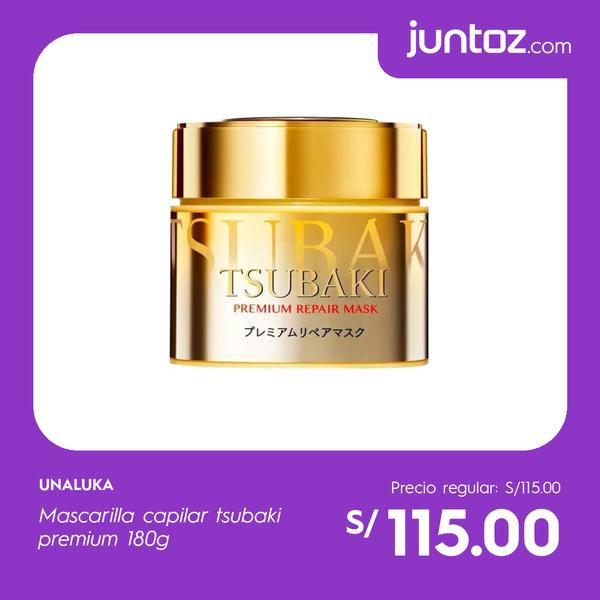 juntoz.com
TSUBAK
TSUBAKI
PREMIUM REPAIR MASK
プレミアムリペアマスク
UNALUKA
Precio regular: S/115.00
Mascarilla capilar tsubaki
premium 180g
S/ 115.00